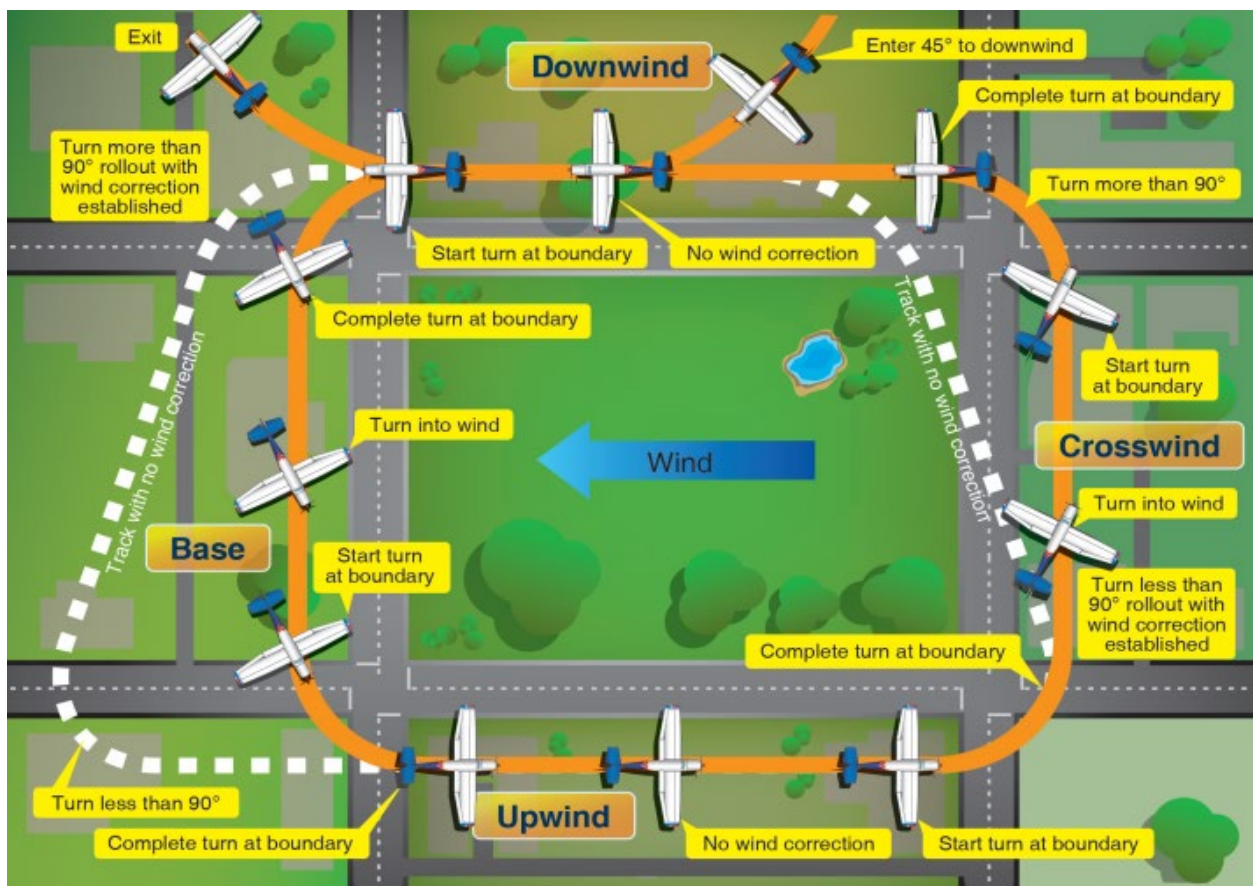 Exit
Downwind
Enter 45° to downwind
Complete turn at boundary
Turn more than
90° rollout with
wind correction
established
Turn more than 90°
Start turn at boundary
No wind correction
Complete turn at boundary
Track with no wind correction
Track with no wind correction
Start turn
at boundary
Turn into wind
Wind
Crosswind
Turn into wind
Base
Start turn
at boundary
Turn less than
90° rollout with
wind correction
established
Complete turn at boundary
Turn less than 90°
Upwind
Complete turn at boundary
No wind correction
Start turn at boundary